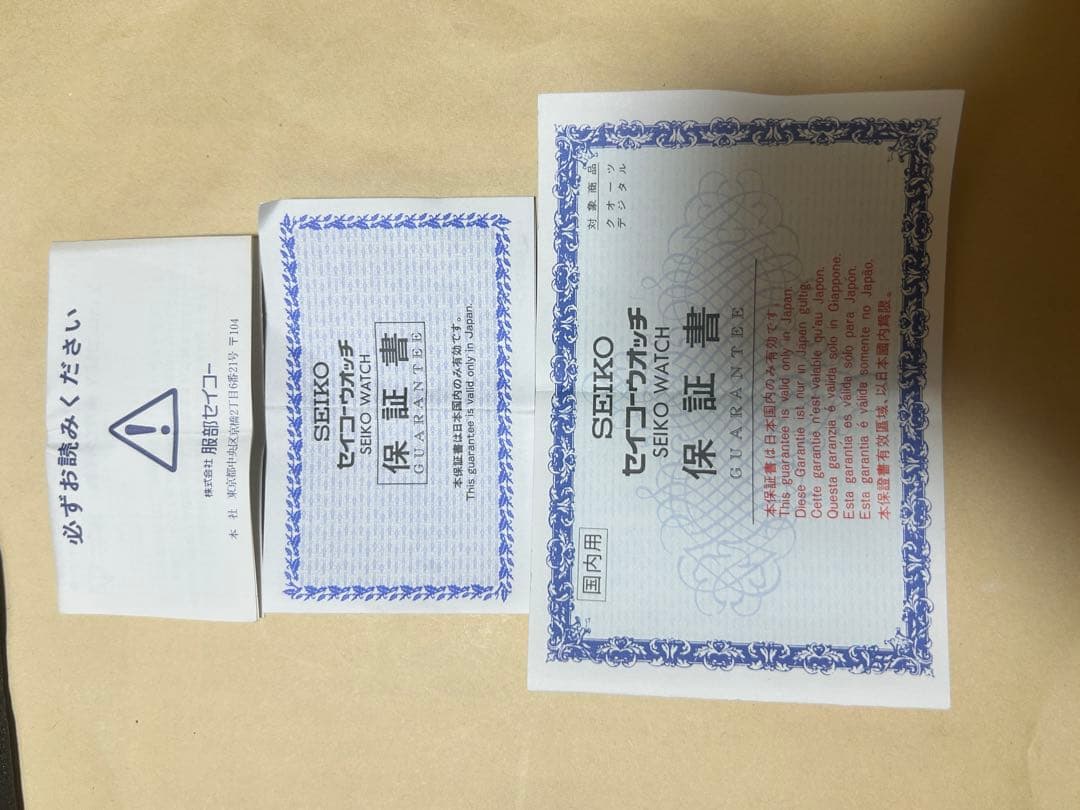 必ずお読みください
株式会社 服部セイコー
本 社 東京都中央区京橋2丁目6番21号 〒104
SEIKO
セイコーウオッチ
SEIKO WATCH
保証書
GUARANTEE
本保証書は日本国内のみ有効です。
This guarantee is valid only in Japan.
国内用
対象商品
クオーツ
デジタル
SEIKO
セイコーウオッチ
SEIKO WATCH
保証書
GUARANTEE
本保証書は日本国内のみ有効です。
This guarantee is valid only in Japan.
Diese Garantie ist nur in Japan gültig.
Cette garantie n'est valable qu'au Japon.
Questa garanzia é valida solo in Giappone.
Esta garantia es válida sólo para Japón.
Esta garantia é válide somente no Japão.
本保證書有效區域,以日本國内爲限。